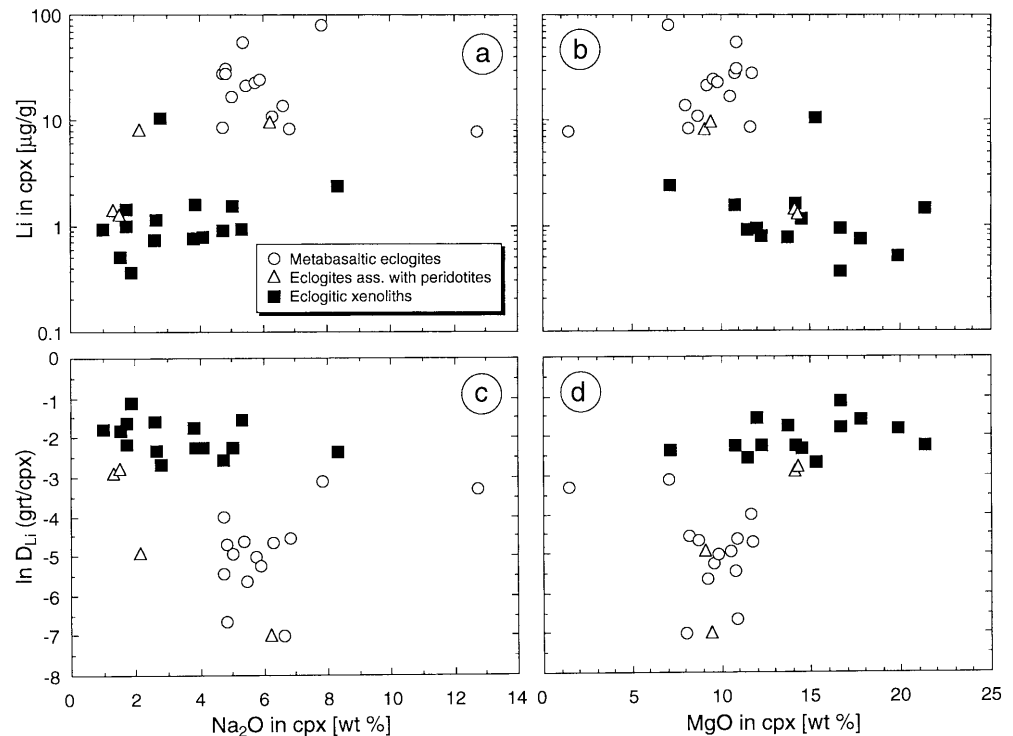 100
10
1
0.1
Li in cpx [µg/g]
a
b
Metabasaltic eclogites
Eclogites ass. with peridotites
Eclogitic xenoliths
0
-1
-2
-3
-4
-5
-6
-7
-8
ln D_Li (grt/cpx)
c
d
0 2 4 6 8 10 12 14
Na₂O in cpx [wt %]
0 5 10 15 20 25
MgO in cpx [wt %]